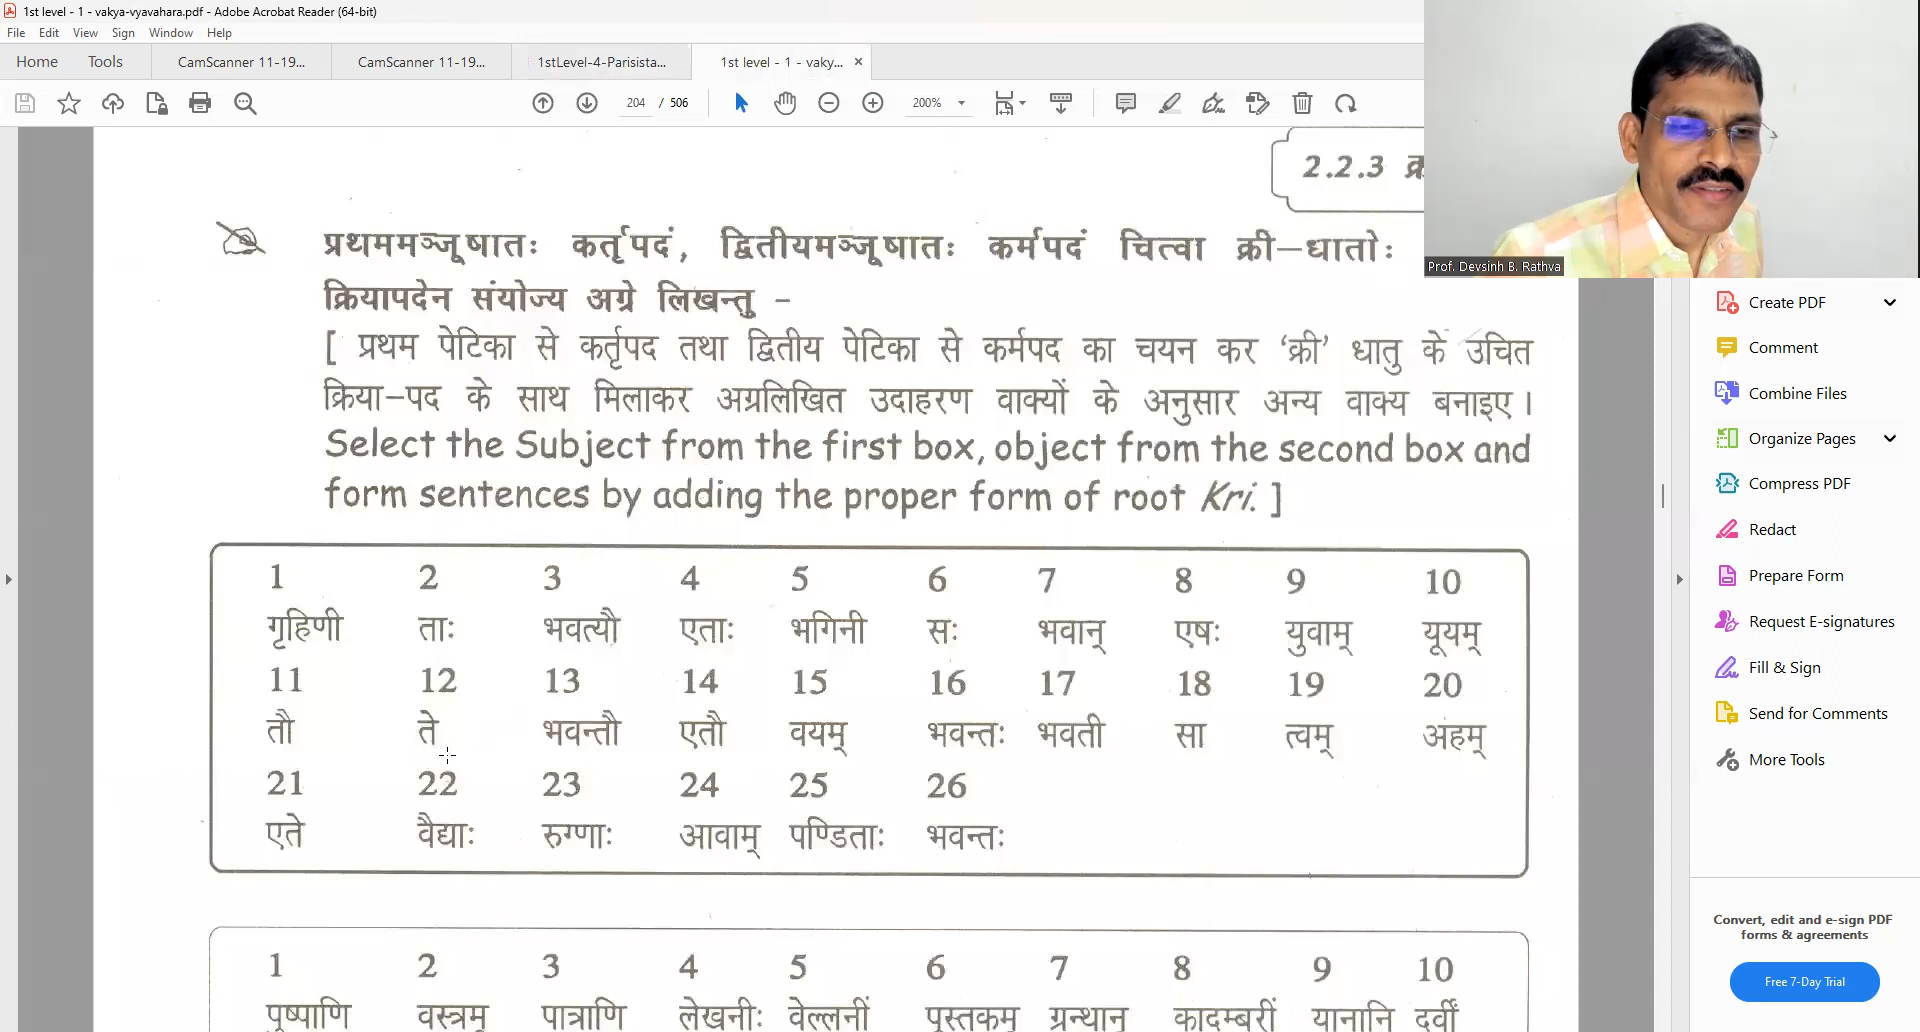 1st level - 1 - vakya-vyavahara.pdf - Adobe Acrobat Reader (64-bit)
File Edit View Sign Window Help
Home Tools CamScanner 11-19... CamScanner 11-19... 1stLevel-4-Parisista... 1st level - 1 - vaky... ×
204 / 506 200%
2.2.3
प्रथममञ्जूषातः कर्तृपदं, द्वितीयमञ्जूषातः कर्मपदं चित्वा क्री–धातोः
क्रियापदेन संयोज्य अग्रे लिखन्तु –
[ प्रथम पेटिका से कर्तृपद तथा द्वितीय पेटिका से कर्मपद का चयन कर ‘क्री’ धातु के उचित
क्रिया–पद के साथ मिलाकर अग्रलिखित उदाहरण वाक्यों के अनुसार अन्य वाक्य बनाइए।
Select the Subject from the first box, object from the second box and
form sentences by adding the proper form of root Kri. ]
1 2 3 4 5 6 7 8 9 10
गृहिणी ताः भवत्यौ एताः भगिनी सः भवान् एषः युवाम् यूयम्
11 12 13 14 15 16 17 18 19 20
तौ ते भवन्तौ एतौ वयम् भवन्तः भवती सा त्वम् अहम्
21 22 23 24 25 26
एते वैद्याः रुग्णाः आवाम् पण्डिताः भवन्तः
1 2 3 4 5 6 7 8 9 10
पुष्पाणि वस्त्रम् पात्राणि लेखनीः वेल्लनीं पुस्तकम् ग्रन्थान् कादम्बरीं यानानि दर्वीं
Prof. Devsinh B. Rathva
Create PDF
Comment
Combine Files
Organize Pages
Compress PDF
Redact
Prepare Form
Request E-signatures
Fill & Sign
Send for Comments
More Tools
Convert, edit and e-sign PDF
forms & agreements
Free 7-Day Trial